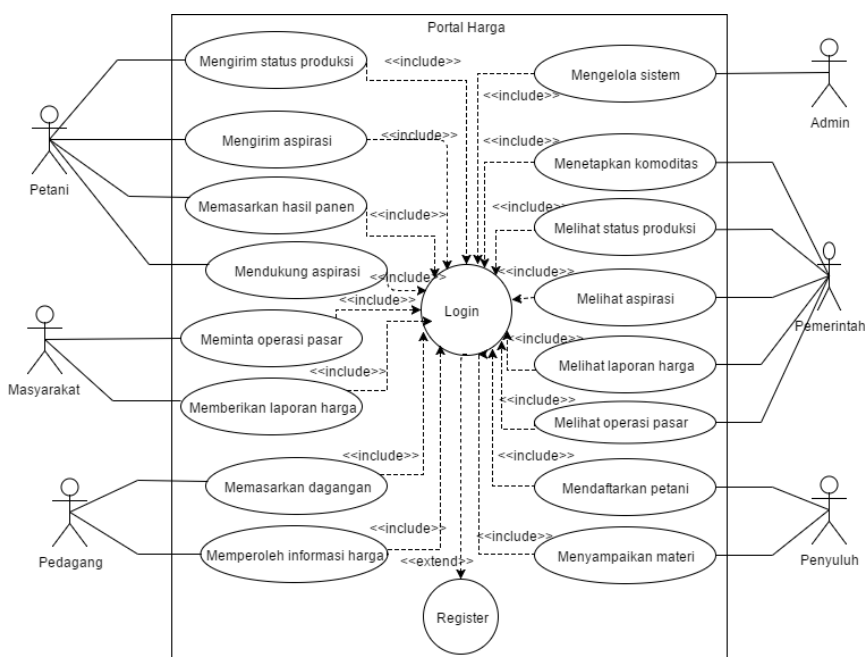 Portal Harga
Mengirim status produksi
<<include>>
Mengelola sistem
<<include>>
Admin
Mengirim aspirasi
<<include>>
<<include>>
Menetapkan komoditas
Petani
Memasarkan hasil panen
<<include>>
<<include>>
Melihat status produksi
Mendukung aspirasi
<<include>>
<<include>>
Melihat aspirasi
Login
<<include>>
Pemerintah
Meminta operasi pasar
<<include>>
Melihat laporan harga
Masyarakat
<<include>>
Memberikan laporan harga
<<include>>
Melihat operasi pasar
<<include>>
<<include>>
Memasarkan dagangan
Mendaftarkan petani
<<include>>
<<include>>
Pedagang
Memperoleh informasi harga
Menyampaikan materi
Penyuluh
<<extend>>
Register